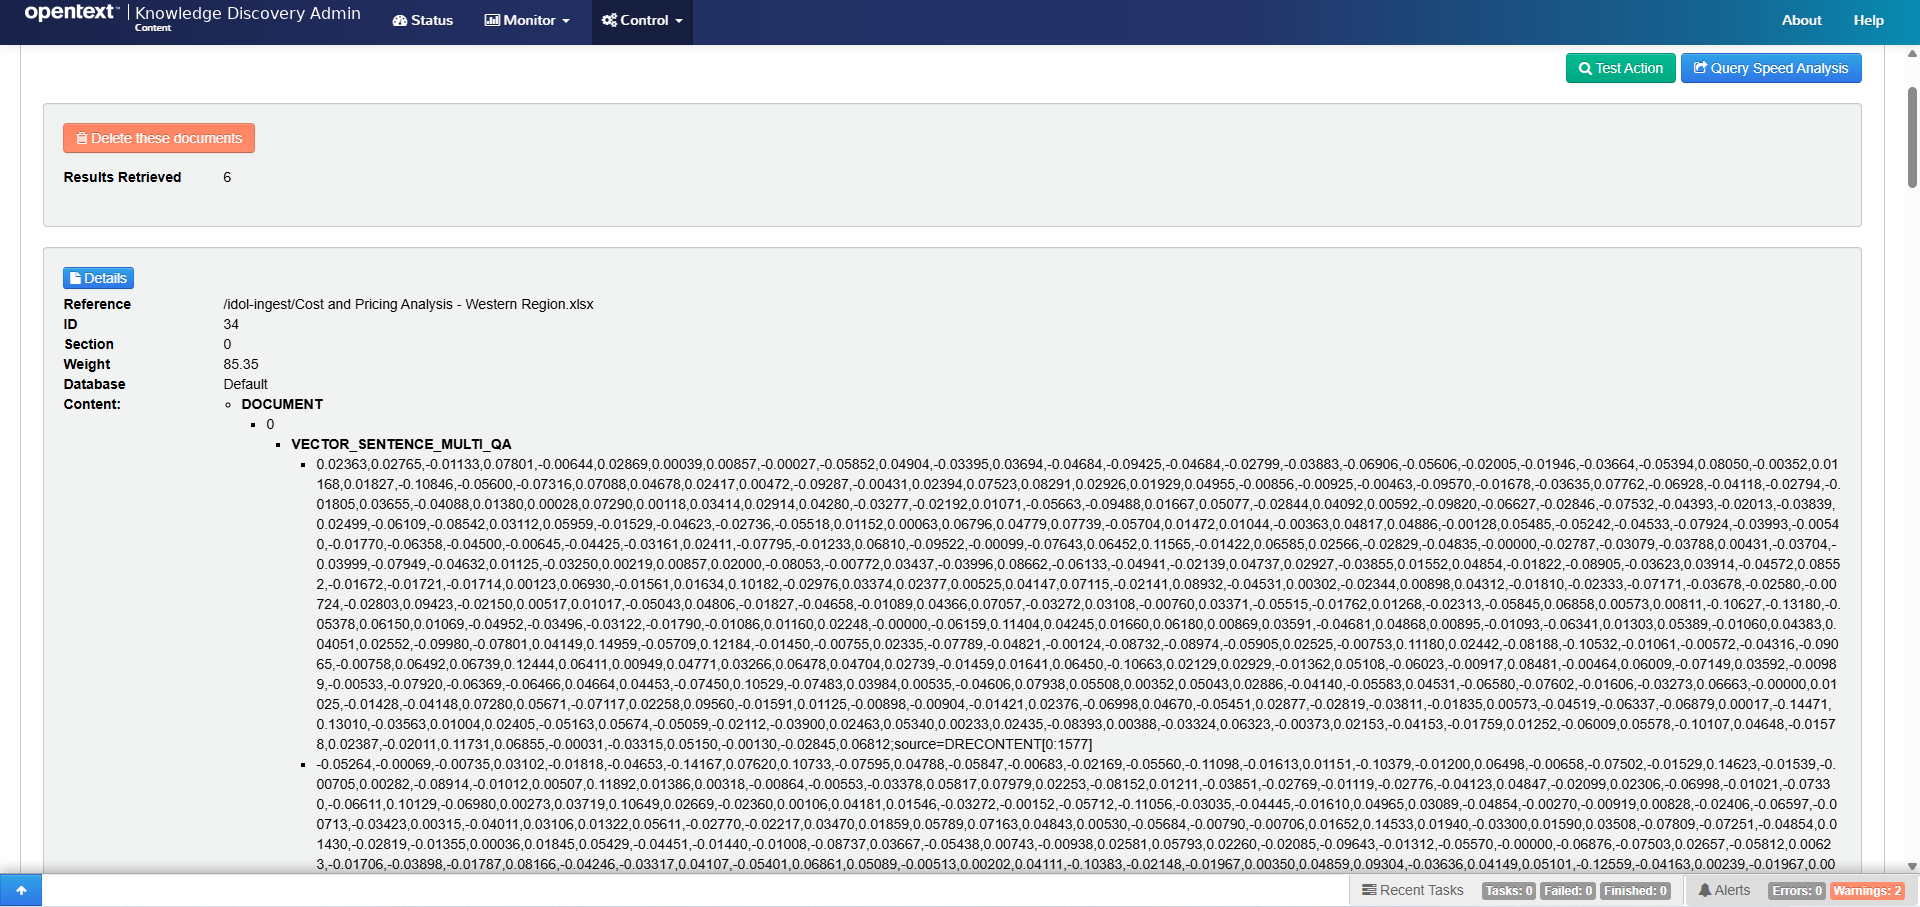 opentext™ | Knowledge Discovery Admin
Content
Status
Monitor
Control
About
Help
Test Action
Query Speed Analysis
Delete these documents
Results Retrieved 6
Details
Reference /idol-ingest/Cost and Pricing Analysis - Western Region.xlsx
ID 34
Section 0
Weight 85.35
Database Default
Content: DOCUMENT
0
VECTOR_SENTENCE_MULTI_QA
0.02363,0.02765,-0.01133,0.07801,-0.00644,0.02869,0.00039,0.00857,-0.00027,-0.05852,0.04904,-0.03395,0.03694,-0.04684,-0.09425,-0.04684,-0.02799,-0.03883,-0.06906,-0.05606,-0.02005,-0.01946,-0.03664,-0.05394,0.08050,-0.00352,0.01
168,0.01827,-0.10846,-0.05600,-0.07316,0.07088,0.04678,0.02417,0.00472,-0.09287,-0.00431,0.02394,0.07523,0.08291,0.02926,0.01929,0.04955,-0.00856,-0.00925,-0.00463,-0.09570,-0.01678,-0.03635,0.07762,-0.06928,-0.04118,-0.02794,-0.
01805,0.03655,-0.04088,0.01380,0.00028,0.07290,0.00118,0.03414,0.02914,0.04280,-0.03277,-0.02192,0.01071,-0.05663,-0.09488,0.01667,0.05077,-0.02844,0.04092,0.00592,-0.09820,-0.06627,-0.02846,-0.07532,-0.04393,-0.02013,-0.03839,
0.02499,-0.06109,-0.08542,0.03112,0.05959,-0.01529,-0.04623,-0.02736,-0.05518,0.01152,0.00063,0.06796,0.04779,0.07739,-0.05704,0.01472,0.01044,-0.00363,0.04817,0.04886,-0.00128,0.05485,-0.05242,-0.04533,-0.07924,-0.03993,-0.0054
0,-0.01770,-0.06358,-0.04500,-0.00645,-0.04425,-0.03161,0.02411,-0.07795,-0.01233,0.06810,-0.09522,-0.00099,-0.07643,0.06452,0.11565,-0.01422,0.06585,0.02566,-0.02829,-0.04835,-0.00000,-0.02787,-0.03079,-0.03788,0.00431,-0.03704,-
0.03999,-0.07949,-0.04632,0.01125,-0.03250,0.00219,0.00857,0.02000,-0.08053,-0.00772,0.03437,-0.03996,0.08662,-0.06133,-0.04941,-0.02139,0.04737,0.02927,-0.03855,0.01552,0.04854,-0.01822,-0.08905,-0.03623,0.03914,-0.04572,0.0855
2,-0.01672,-0.01721,-0.01714,0.00123,0.06930,-0.01561,0.01634,0.10182,-0.02976,0.03374,0.02377,0.00525,0.04147,0.07115,-0.02141,0.08932,-0.04531,0.00302,-0.02344,0.00898,0.04312,-0.01810,-0.02333,-0.07171,-0.03678,-0.02580,-0.00
724,-0.02803,0.09423,-0.02150,0.00517,0.01017,-0.05043,0.04806,-0.01827,-0.04658,-0.01089,0.04366,0.07057,-0.03272,0.03108,-0.00760,0.03371,-0.05515,-0.01762,0.01268,-0.02313,-0.05845,0.06858,0.00573,0.00811,-0.10627,-0.13180,-0.
05378,0.06150,0.01069,-0.04952,-0.03496,-0.03122,-0.01790,-0.01086,0.01160,0.02248,-0.00000,-0.06159,0.11404,0.04245,0.01660,0.06180,0.00869,0.03591,-0.04681,0.04868,0.00895,-0.01093,-0.06341,0.01303,0.05389,-0.01060,0.04383,0.
04051,0.02552,-0.09980,-0.07801,0.04149,0.14959,-0.05709,0.12184,-0.01450,-0.00755,0.02335,-0.07789,-0.04821,-0.00124,-0.08732,-0.08974,-0.05905,0.02525,-0.00753,0.11180,0.02442,-0.08188,-0.10532,-0.01061,-0.00572,-0.04316,-0.090
65,-0.00758,0.06492,0.06739,0.12444,0.06411,0.00949,0.04771,0.03266,0.06478,0.04704,0.02739,-0.01459,0.01641,0.06450,-0.10663,0.02129,0.02929,-0.01362,0.05108,-0.06023,-0.00917,0.08481,-0.00464,0.06009,-0.07149,0.03592,-0.0098
9,-0.00533,-0.07920,-0.06369,-0.06466,0.04664,0.04453,-0.07450,0.10529,-0.07483,0.03984,0.00535,-0.04606,0.07938,0.05508,0.00352,0.05043,0.02886,-0.04140,-0.05583,0.04531,-0.06580,-0.07602,-0.01606,-0.03273,0.06663,-0.00000,0.01
025,-0.01428,-0.04148,0.07280,0.05671,-0.07117,0.02258,0.09560,-0.01591,0.01125,-0.00898,-0.00904,-0.01421,0.02376,-0.06998,0.04670,-0.05451,0.02877,-0.02819,-0.03811,-0.01835,0.00573,-0.04519,-0.06337,-0.06879,0.00017,-0.14471,
0.13010,-0.03563,0.01004,0.02405,-0.05163,0.05674,-0.05059,-0.02112,-0.03900,0.02463,0.05340,0.00233,0.02435,-0.08393,0.00388,-0.03324,0.06323,-0.00373,0.02153,-0.04153,-0.01759,0.01252,-0.06009,0.05578,-0.10107,0.04648,-0.0157
8,0.02387,-0.02011,0.11731,0.06855,-0.00031,-0.03315,0.05150,-0.00130,-0.02845,0.06812;source=DRECONTENT[0:1577]
-0.05264,-0.00069,-0.00735,0.03102,-0.01818,-0.04653,-0.14167,0.07620,0.10733,-0.07595,0.04788,-0.05847,-0.00683,-0.02169,-0.05560,-0.11098,-0.01613,0.01151,-0.10379,-0.01200,0.06498,-0.00658,-0.07502,-0.01529,0.14623,-0.01539,-0.
00705,0.00282,-0.08914,-0.01012,0.00507,0.11892,0.01386,0.00318,-0.00864,-0.00553,-0.03378,0.05817,0.07979,0.02253,-0.08152,0.01211,-0.03851,-0.02769,-0.01119,-0.02776,-0.04123,0.04847,-0.02099,0.02306,-0.06998,-0.01021,-0.0733
0,-0.06611,0.10129,-0.06980,0.00273,0.03719,0.10649,0.02669,-0.02360,0.00106,0.04181,0.01546,-0.03272,-0.00152,-0.05712,-0.11056,-0.03035,-0.04445,-0.01610,0.04965,0.03089,-0.04854,-0.00270,-0.00919,0.00828,-0.02406,-0.06597,-0.0
0713,-0.03423,0.00315,-0.04011,0.03106,0.01322,0.05611,-0.02770,-0.02217,0.03470,0.01859,0.05789,0.07163,0.04843,0.00530,-0.05684,-0.00790,-0.00706,0.01652,0.14533,0.01940,-0.03300,0.01590,0.03508,-0.07809,-0.07251,-0.04854,0.0
1430,-0.02819,-0.01355,0.00036,0.01845,0.05429,-0.04451,-0.01440,-0.01008,-0.08737,0.03667,-0.05438,0.00743,-0.00938,0.02581,0.05793,0.02260,-0.02085,-0.09643,-0.01312,-0.05570,-0.00000,-0.06876,-0.07503,0.02657,-0.05812,0.0062
3,-0.01706,-0.03898,-0.01787,0.08166,-0.04246,-0.03317,0.04107,-0.05401,0.06861,0.05089,-0.00513,0.00202,0.04111,-0.10383,-0.02148,-0.01967,0.00350,0.04859,0.09304,-0.03636,0.04149,0.05101,-0.12559,-0.04163,0.00239,-0.01967,0.00
Recent Tasks
Tasks: 0
Failed: 0
Finished: 0
Alerts
Errors: 0
Warnings: 2